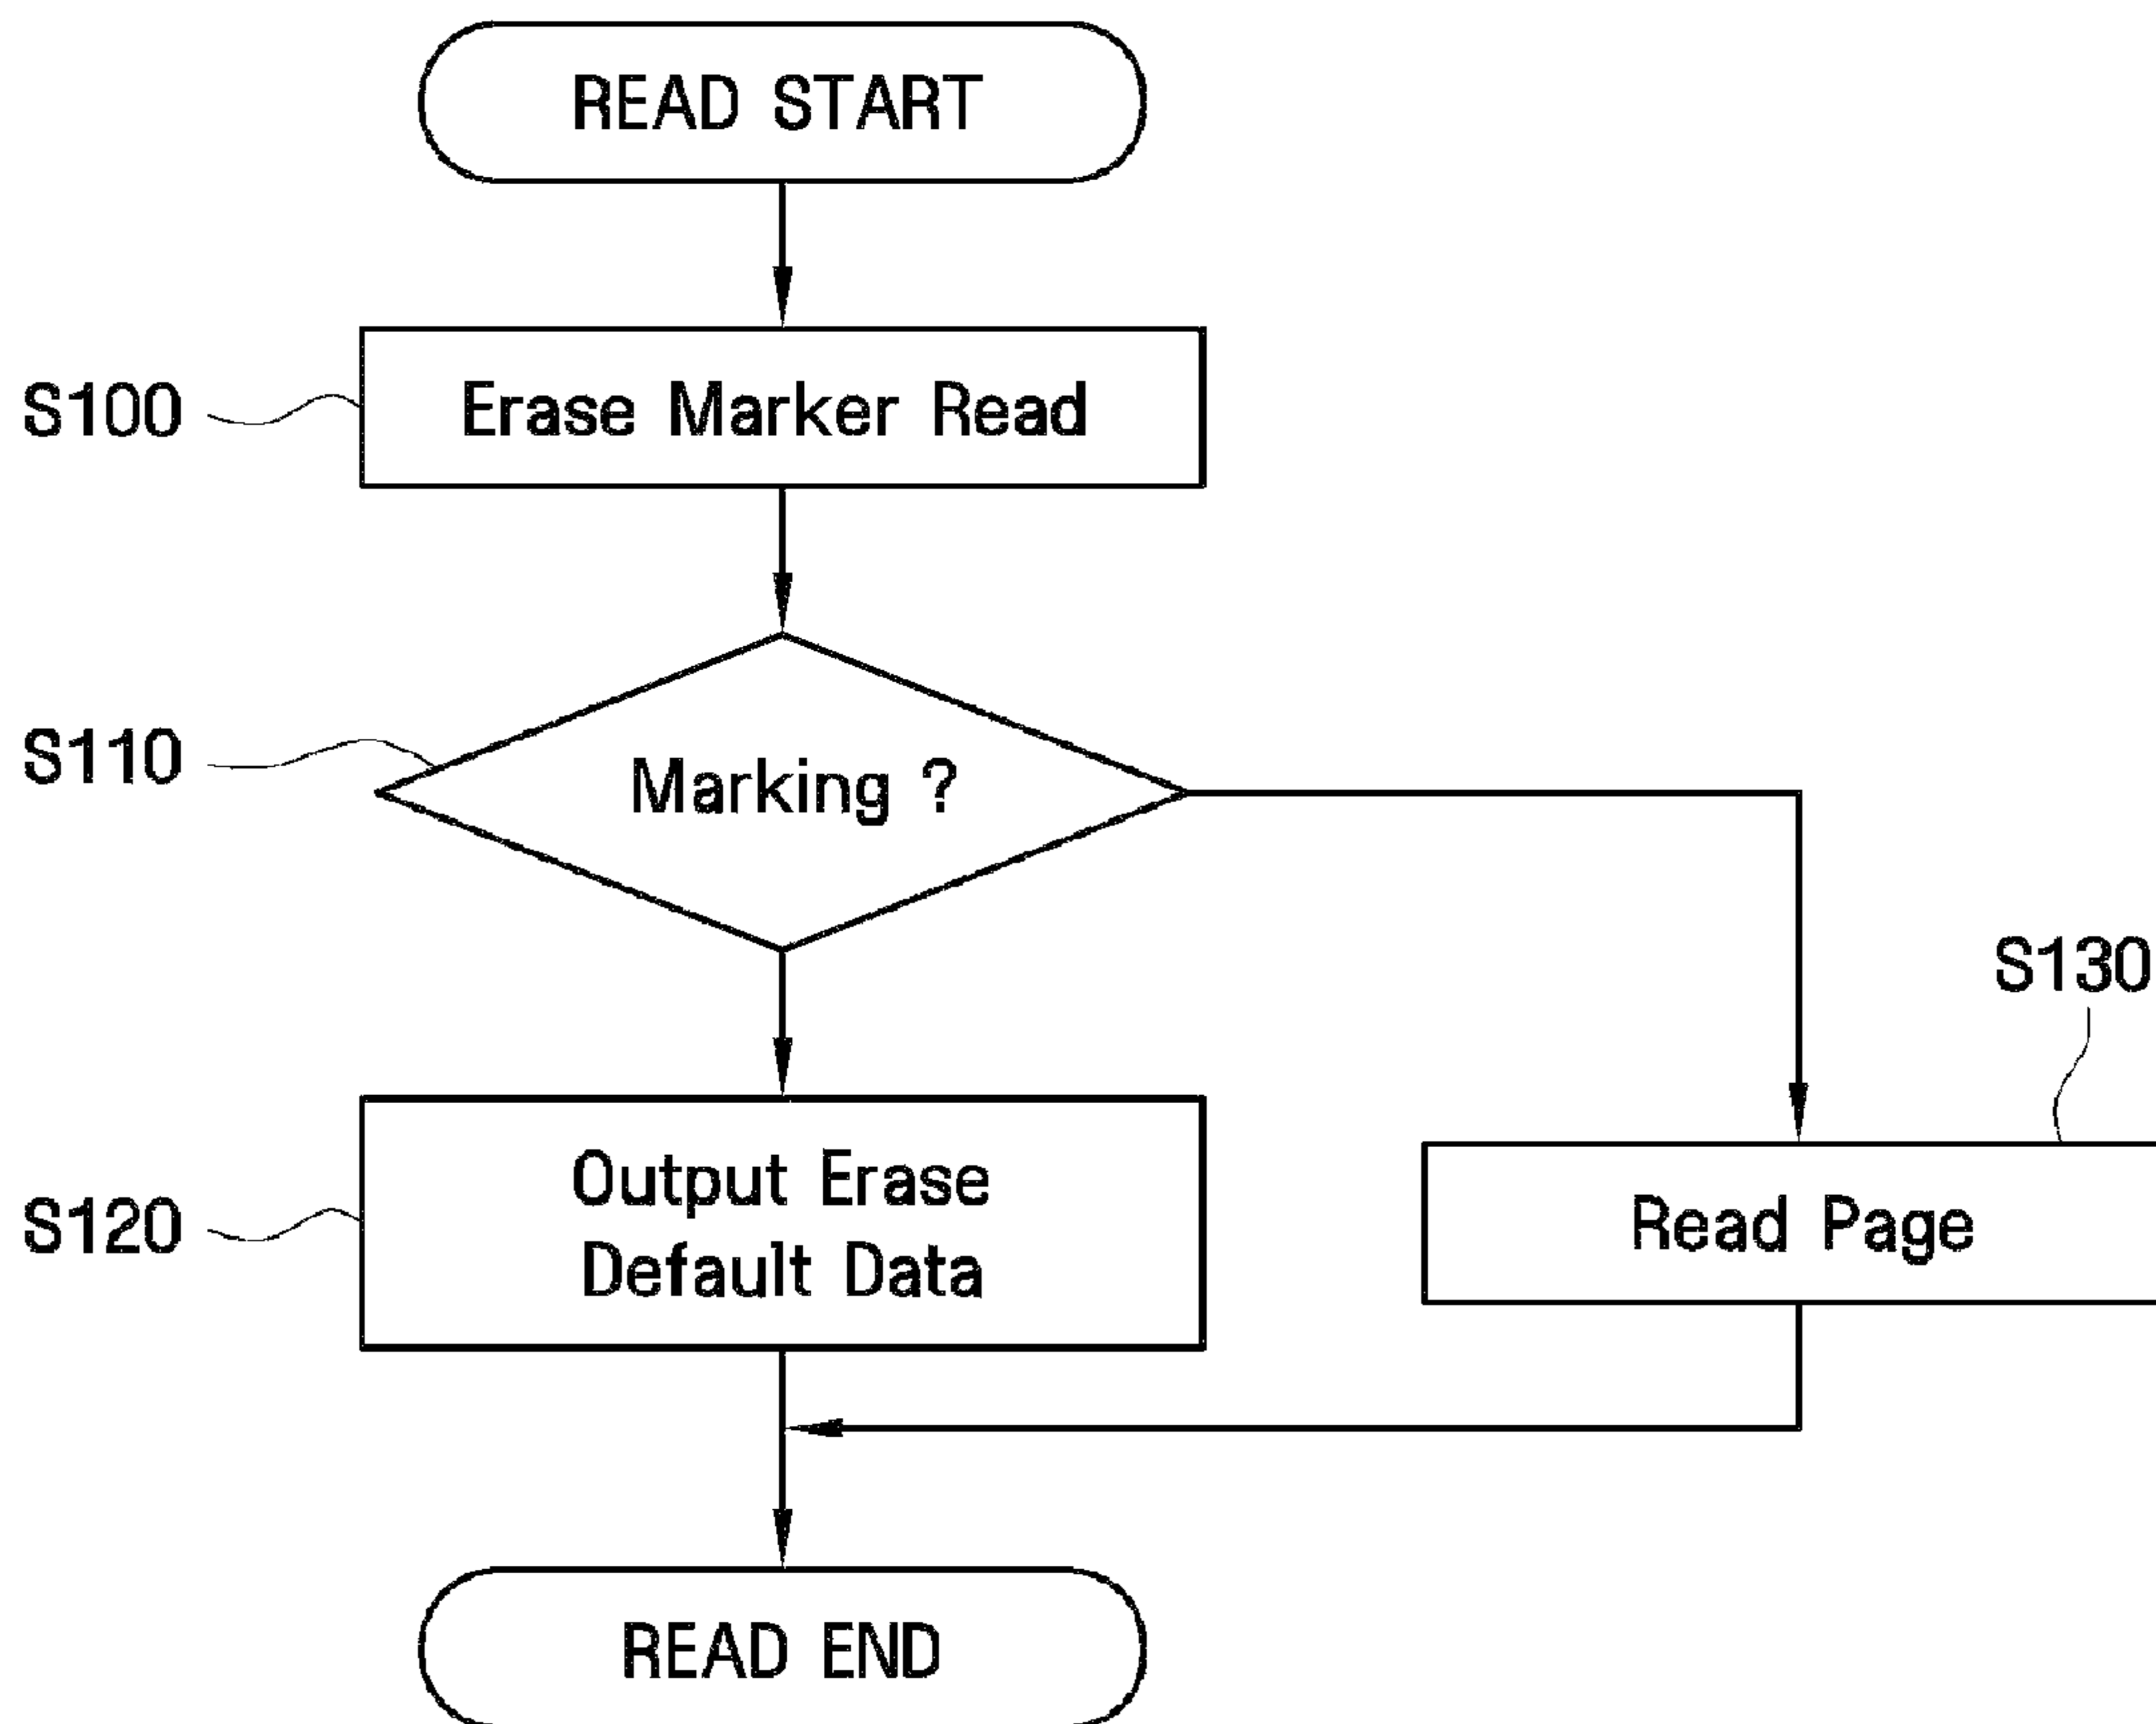 READ START
S100
Erase Marker Read
S110
Marking ?
S130
Output Erase
Default Data
S120
Read Page
READ END